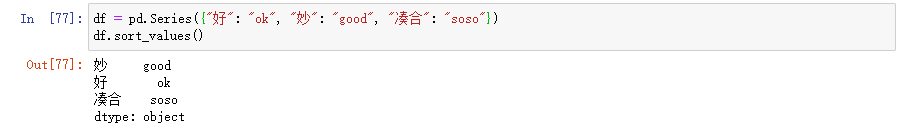 In [77]: df = pd.Series({"好": "ok", "妙": "good", "凑合": "soso"})
df.sort_values()
Out[77]: 妙 good
好 ok
凑合 soso
dtype: object